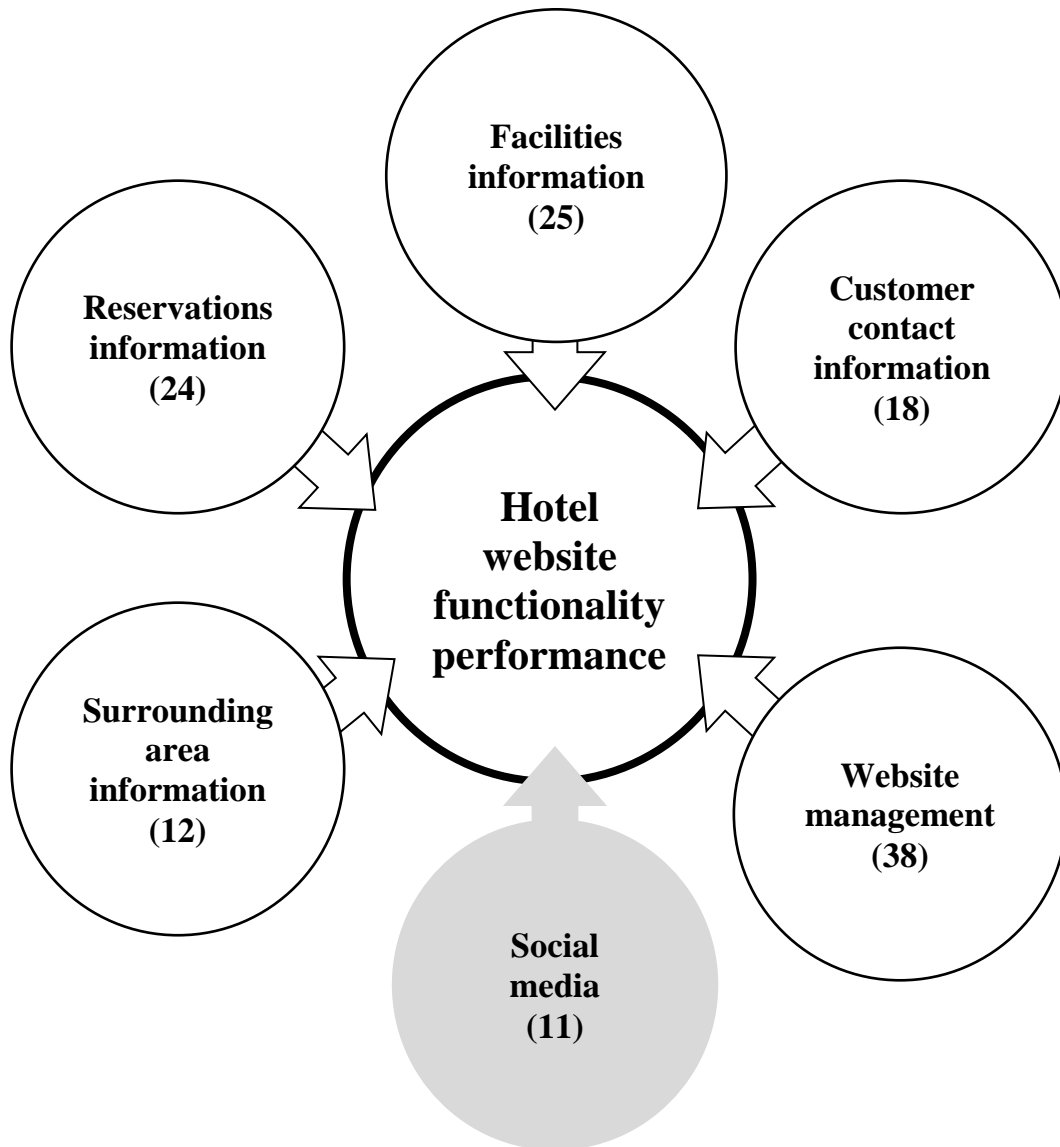 Facilities
information
(25)
Reservations
information
(24)
Customer
contact
information
(18)
Hotel
website
functionality
performance
Surrounding
area
information
(12)
Website
management
(38)
Social
media
(11)